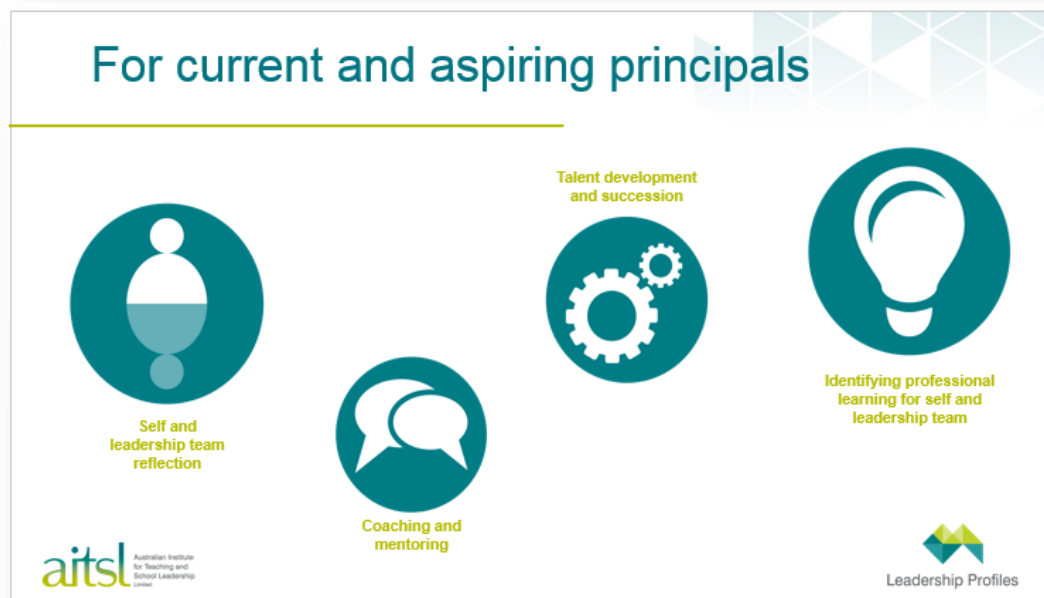 For current and aspiring principals
Talent development
and succession
Self and
leadership team
reflection
Coaching and
mentoring
Identifying professional
learning for self and
leadership team
aitsl
Australian Institute
for Teaching and
School Leadership
Limited
Leadership Profiles